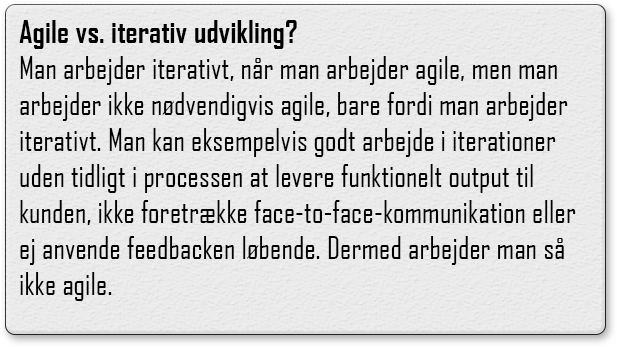 Agile vs. iterativ udvikling?
Man arbejder iterativt, når man arbejder agile, men man
arbejder ikke nødvendigvis agile, bare fordi man arbejder
iterativt. Man kan eksempelvis godt arbejde i iterationer
uden tidligt i processen at levere funktionelt output til
kunden, ikke foretrække face-to-face-kommunikation eller
ej anvende feedbacken løbende. Dermed arbejder man så
ikke agile.